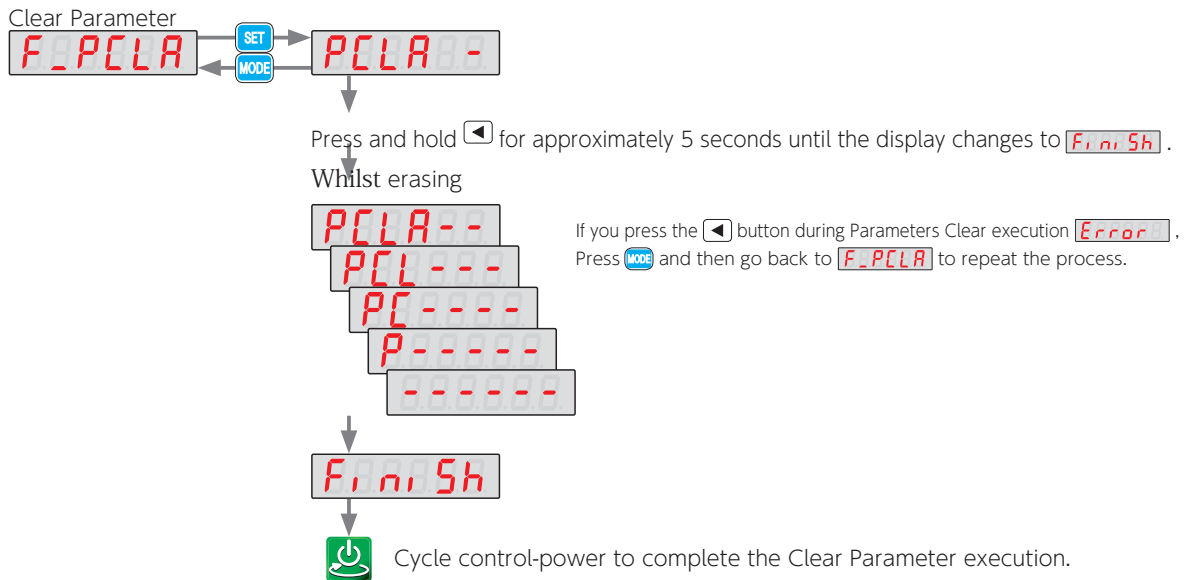 Clear Parameter
F_PCLA SET PCLA -
MODE
Press and hold ◀ for approximately 5 seconds until the display changes to FiniSh .
Whilst erasing
PCLA--
If you press the ◀ button during Parameters Clear execution Error ,
PCL---
Press MODE and then go back to F_PCLA to repeat the process.
PC----
P-----
------
FiniSh
Cycle control-power to complete the Clear Parameter execution.